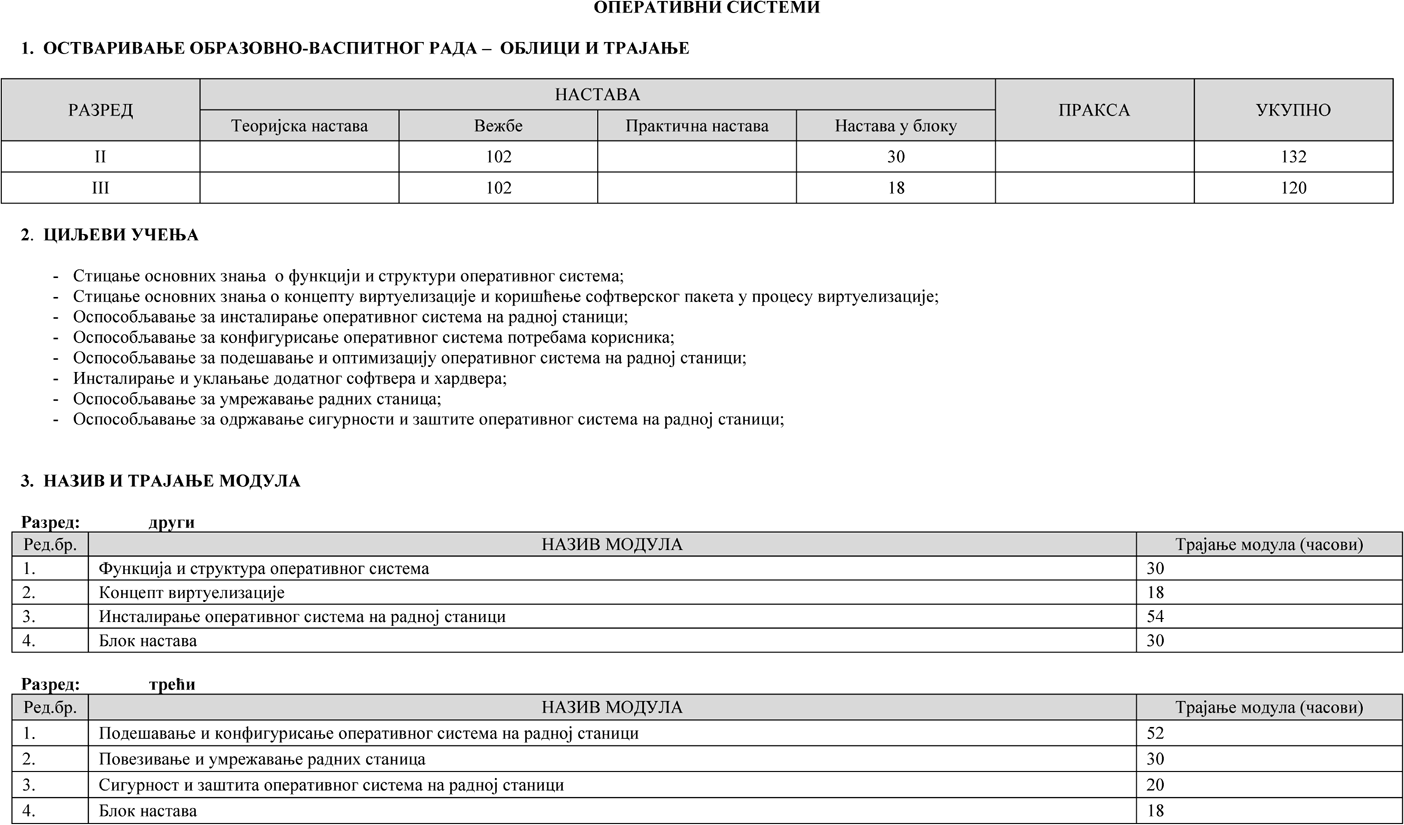 ОПЕРАТИВНИ СИСТЕМИ
1. ОСТВАРИВАЊЕ ОБРАЗОВНО-ВАСПИТНОГ РАДА – ОБЛИЦИ И ТРАЈАЊЕ
РАЗРЕД НАСТАВА ПРАКСА УКУПНО
Теоријска настава Вежбе Практична настава Настава у блоку
II 102 30 132
III 102 18 120
2. ЦИЉЕВИ УЧЕЊА
- Стицање основних знања о функцији и структури оперативног система;
- Стицање основних знања о концепту виртуелизације и коришћење софтверског пакета у процесу виртуелизације;
- Оспособљавање за инсталирање оперативног система на радној станици;
- Оспособљавање за конфигурисање оперативног система потребама корисника;
- Оспособљавање за подешавање и оптимизацију оперативног система на радној станици;
- Инсталирање и уклањање додатног софтвера и хардвера;
- Оспособљавање за умрежавање радних станица;
- Оспособљавање за одржавање сигурности и заштите оперативног система на радној станици;
3. НАЗИВ И ТРАЈАЊЕ МОДУЛА
Разред: други
Ред.бр. НАЗИВ МОДУЛА Трајање модула (часови)
1. Функција и структура оперативног система 30
2. Концепт виртуелизације 18
3. Инсталирање оперативног система на радној станици 54
4. Блок настава 30
Разред: трећи
Ред.бр. НАЗИВ МОДУЛА Трајање модула (часови)
1. Подешавање и конфигурисање оперативног система на радној станици 52
2. Повезивање и умрежавање радних станица 30
3. Сигурност и заштита оперативног система на радној станици 20
4. Блок настава 18